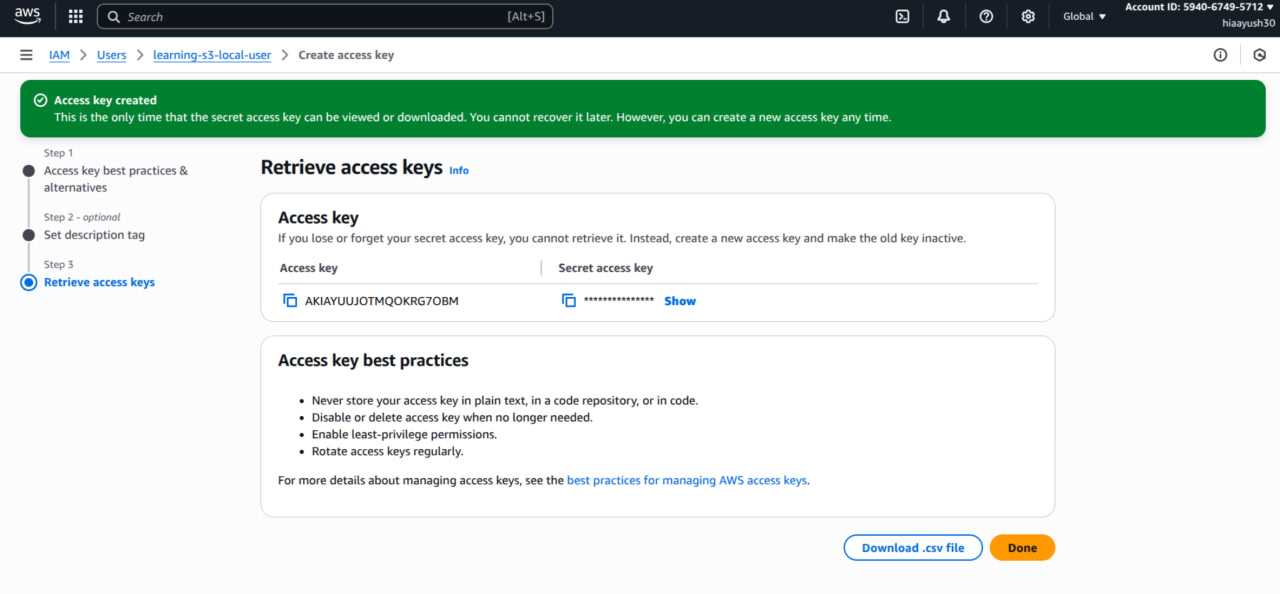 aws
Search [Alt+S]
Global
Account ID: 5940-6749-5712
hiaayush30
IAM > Users > learning-s3-local-user > Create access key
Access key created
This is the only time that the secret access key can be viewed or downloaded. You cannot recover it later. However, you can create a new access key any time.
Step 1
Access key best practices &
alternatives
Step 2 - optional
Set description tag
Step 3
Retrieve access keys
Retrieve access keys Info
Access key
If you lose or forget your secret access key, you cannot retrieve it. Instead, create a new access key and make the old key inactive.
Access key Secret access key
AKIAYUUJOTMQOKRG7OBM *************** Show
Access key best practices
• Never store your access key in plain text, in a code repository, or in code.
• Disable or delete access key when no longer needed.
• Enable least-privilege permissions.
• Rotate access keys regularly.
For more details about managing access keys, see the best practices for managing AWS access keys.
Download .csv file Done